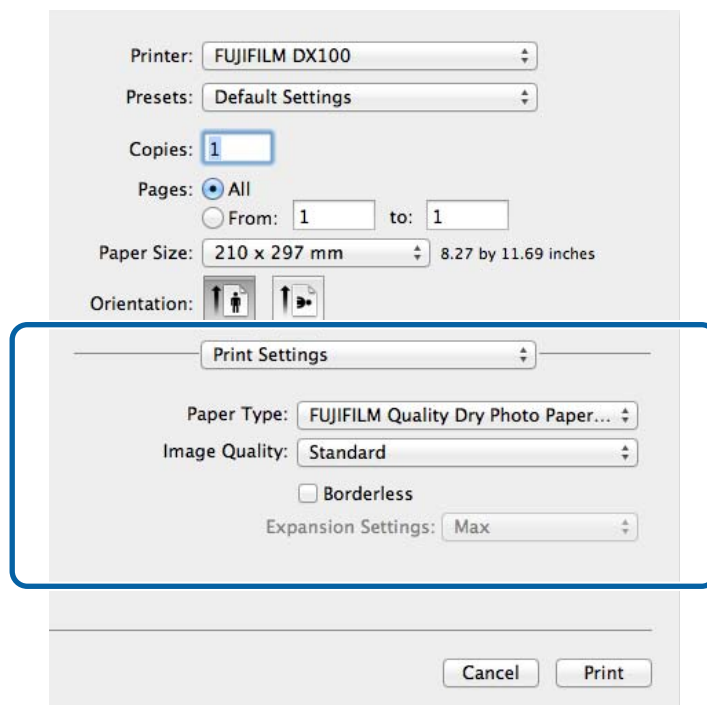 Printer: FUJIFILM DX100
Presets: Default Settings
Copies: 1
Pages: All
From: 1 to: 1
Paper Size: 210 x 297 mm 8.27 by 11.69 inches
Orientation:
Print Settings
Paper Type: FUJIFILM Quality Dry Photo Paper...
Image Quality: Standard
Borderless
Expansion Settings: Max
Cancel Print